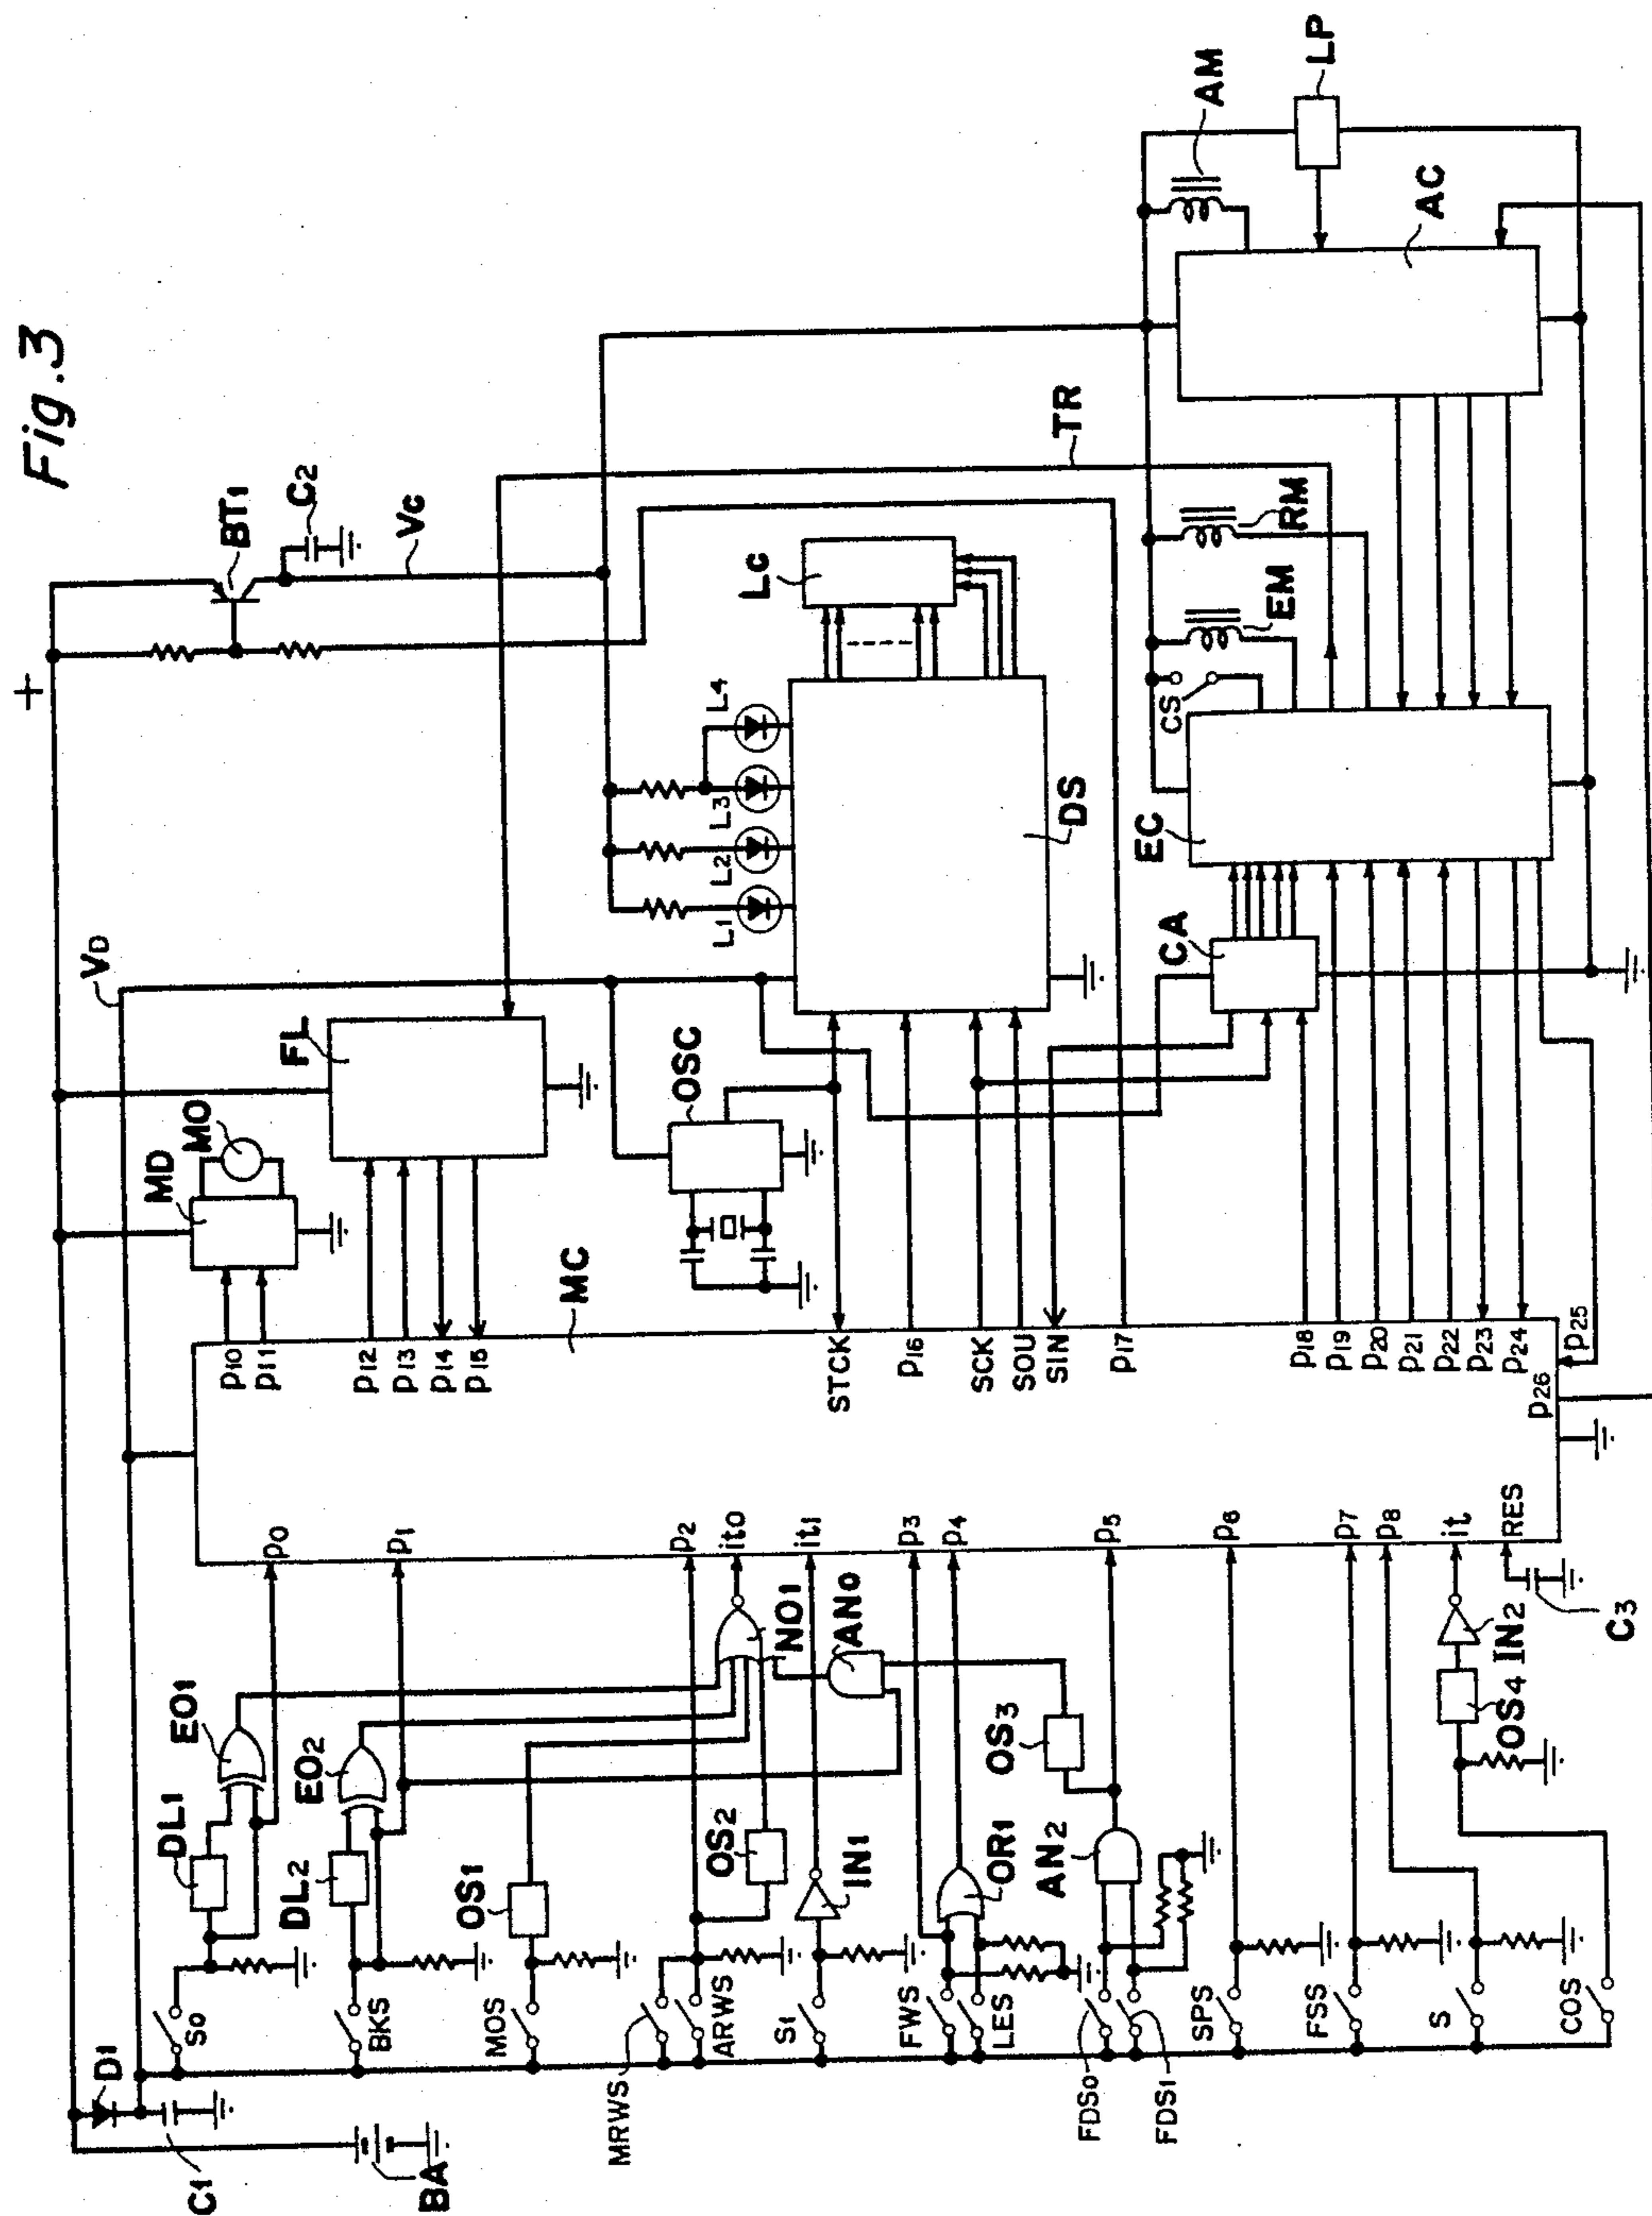 Fig.3
+
BT1
C2
Vc
VD
D1
C1
BA
MD
MO
FL
MC
OSC
L1
L2
L3
L4
Lc
DS
TR
AM
LP
AC
RM
EM
CS
EC
CA
p10
p11
p12
p13
p14
p15
STCK
p16
SCK
SOU
SIN
p17
p18
p19
p20
p21
p22
p23
p24
p25
p26
p0
p1
p2
it0
it1
p3
p4
p5
p6
p7
p8
it
RES
EO1
DL1
EO2
DL2
OS1
OS2
NO1
ANo
IN1
OR1
OS3
AN2
OS4
IN2
C3
So
BKS
MOS
MRWS
ARWS
S1
FWS
LES
FDSo
FDS1
SPS
FSS
S
COS